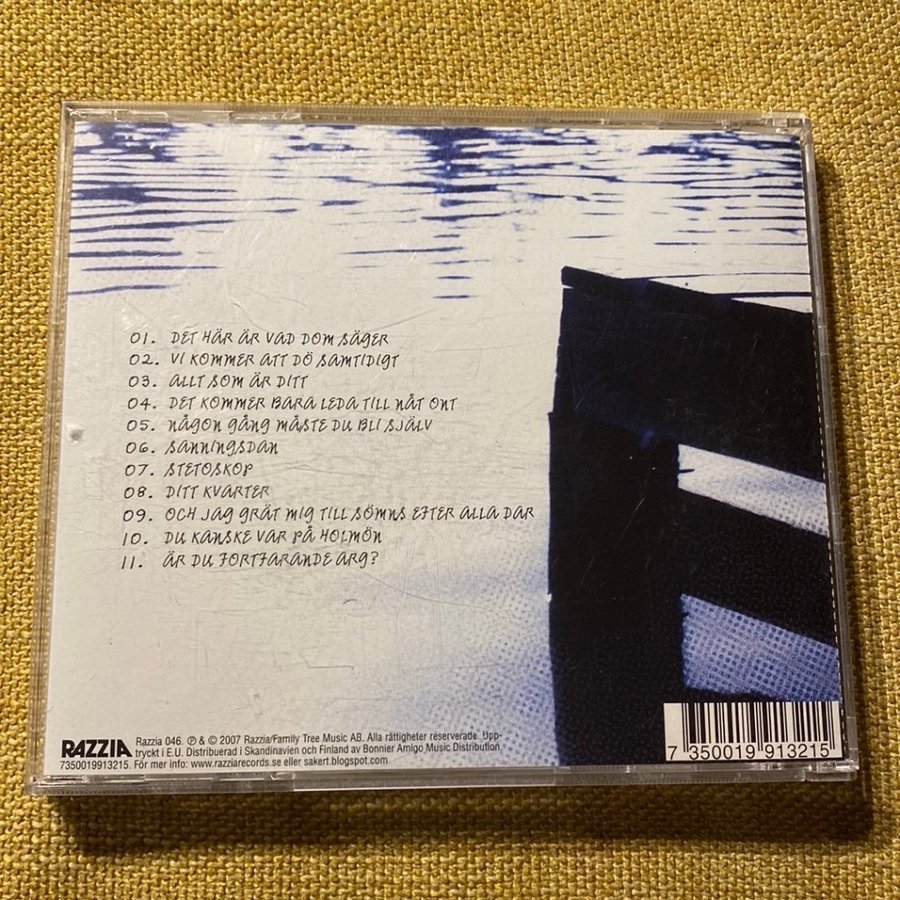 01. DET HÄR ÄR VAD DOM SÄGER
02. VI KOMMER ATT DÖ SAMTIDIGT
03. ALLT SOM ÄR DITT
04. DET KOMMER BARA LEDA TILL NÅT ONT
05. NÅGON GÅNG MÅSTE DU BLI SJÄLV
06. SANNINGSDAN
07. STETOSKOP
08. DITT KVARTER
09. OCH JAG GRÄT MIG TILL SÖMNS EFTER ALLA DAR
10. DU KANSKE VAR PÅ HOLMÖN
11. ÄR DU FORTFARANDE ARG?
RAZZIA Razzia 046. ℗ & © 2007 Razzia/Family Tree Music AB. Alla rättigheter reserverade. Upp-
tryckt i E.U. Distribuerad i Skandinavien och Finland av Bonnier Amigo Music Distribution.
7350019913215. För mer info: www.razziarecords.se eller sakert.blogspot.com
7 350019 913215